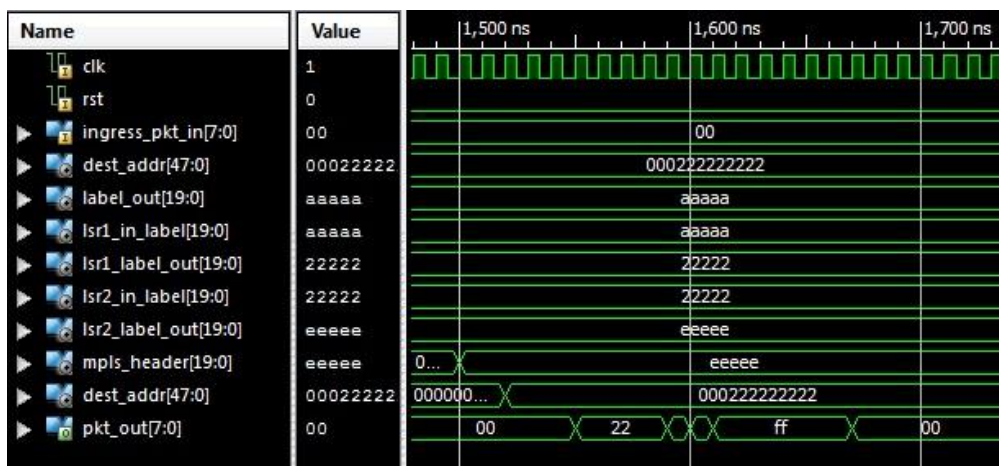 Name Value 1,500 ns 1,600 ns 1,700 ns
clk 1
rst 0
ingress_pkt_in[7:0] 00 00
dest_addr[47:0] 00022222 000222222222
label_out[19:0] aaaaa aaaaa
lsr1_in_label[19:0] aaaaa aaaaa
lsr1_label_out[19:0] 22222 22222
lsr2_in_label[19:0] 22222 22222
lsr2_label_out[19:0] eeeee eeeee
mpls_header[19:0] eeeee 0... eeeee
dest_addr[47:0] 00022222 000000... 000222222222
pkt_out[7:0] 00 00 22 ff 00